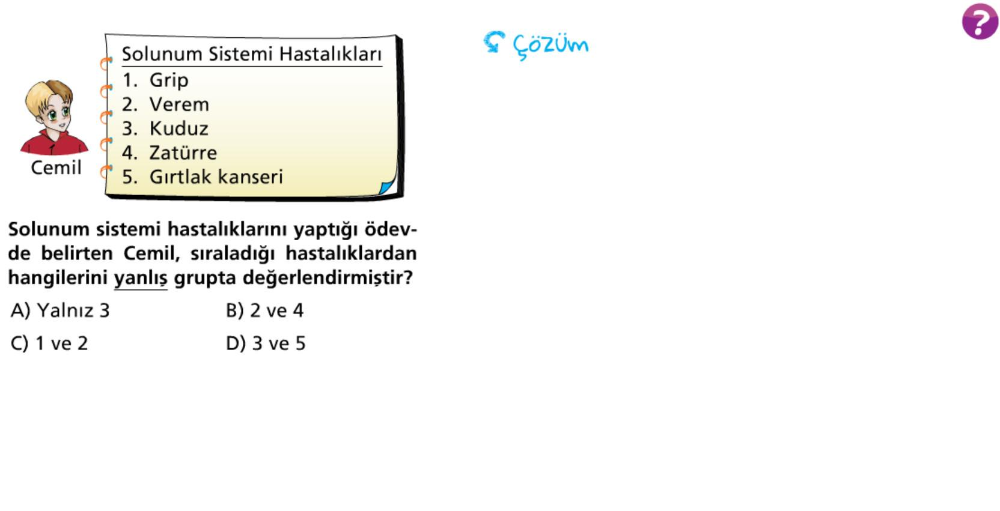 Solunum Sistemi Hastalıkları
1. Grip
2. Verem
3. Kuduz
4. Zatürre
5. Gırtlak kanseri
Cemil
Solunum sistemi hastalıklarını yaptığı ödev-
de belirten Cemil, sıraladığı hastalıklardan
hangilerini yanlış grupta değerlendirmiştir?
A) Yalnız 3
B) 2 ve 4
C) 1 ve 2
D) 3 ve 5
Çözüm
?